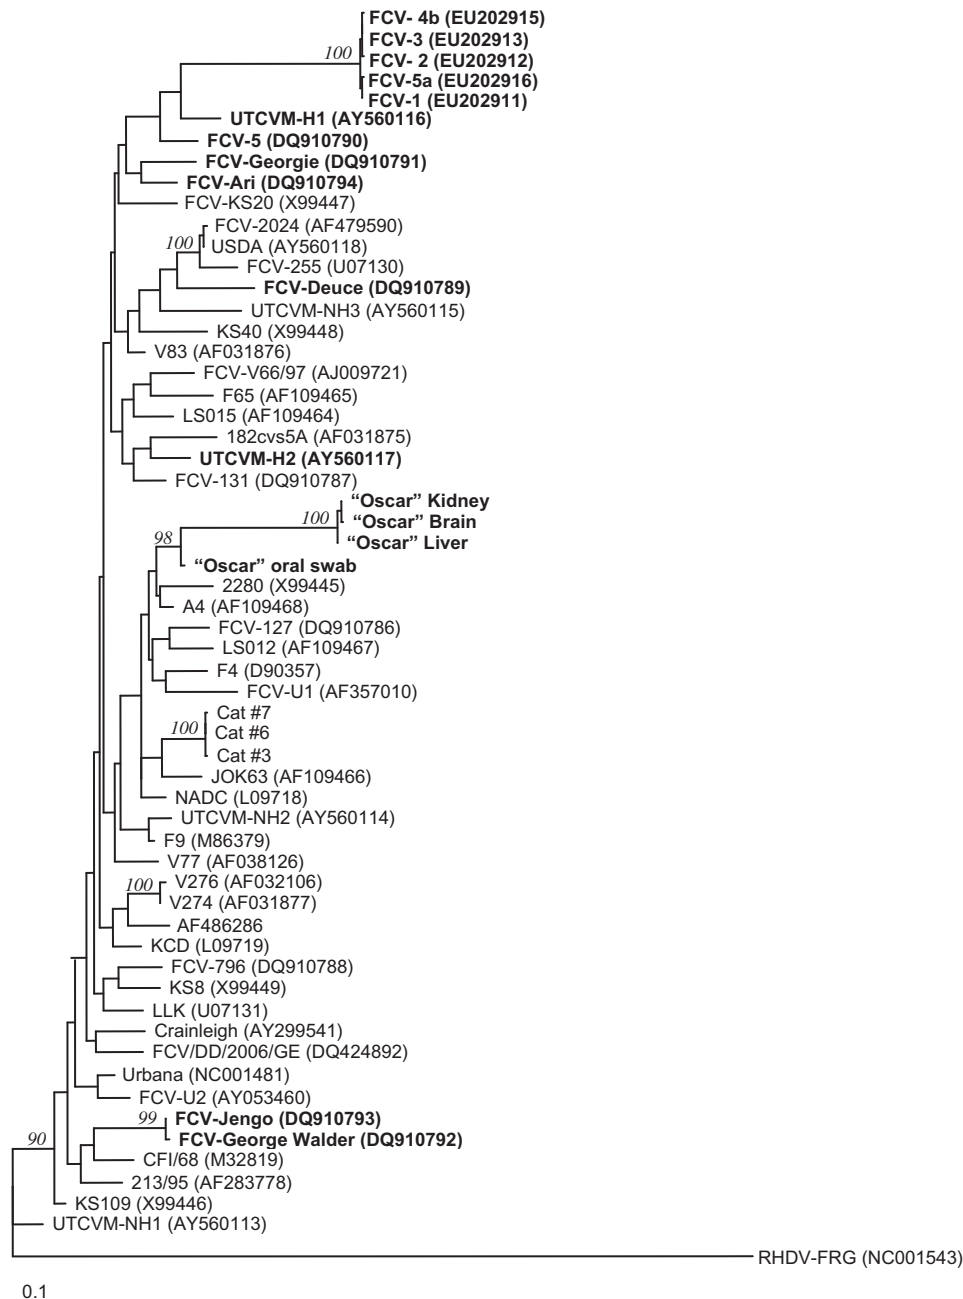 FCV- 4b (EU202915)
FCV-3 (EU202913)
100
FCV- 2 (EU202912)
FCV-5a (EU202916)
FCV-1 (EU202911)
UTCVM-H1 (AY560116)
FCV-5 (DQ910790)
FCV-Georgie (DQ910791)
FCV-Ari (DQ910794)
FCV-KS20 (X99447)
FCV-2024 (AF479590)
100
USDA (AY560118)
FCV-255 (U07130)
FCV-Deuce (DQ910789)
UTCVM-NH3 (AY560115)
KS40 (X99448)
V83 (AF031876)
FCV-V66/97 (AJ009721)
F65 (AF109465)
LS015 (AF109464)
182cvs5A (AF031875)
UTCVM-H2 (AY560117)
FCV-131 (DQ910787)
“Oscar” Kidney
100
“Oscar” Brain
“Oscar” Liver
98
“Oscar” oral swab
2280 (X99445)
A4 (AF109468)
FCV-127 (DQ910786)
LS012 (AF109467)
F4 (D90357)
FCV-U1 (AF357010)
Cat #7
100
Cat #6
Cat #3
JOK63 (AF109466)
NADC (L09718)
UTCVM-NH2 (AY560114)
F9 (M86379)
V77 (AF038126)
100
V276 (AF032106)
V274 (AF031877)
AF486286
KCD (L09719)
FCV-796 (DQ910788)
KS8 (X99449)
LLK (U07131)
Crainleigh (AY299541)
FCV/DD/2006/GE (DQ424892)
Urbana (NC001481)
FCV-U2 (AY053460)
99
FCV-Jengo (DQ910793)
90
FCV-George Walder (DQ910792)
CFI/68 (M32819)
213/95 (AF283778)
KS109 (X99446)
UTCVM-NH1 (AY560113)
RHDV-FRG (NC001543)
0.1